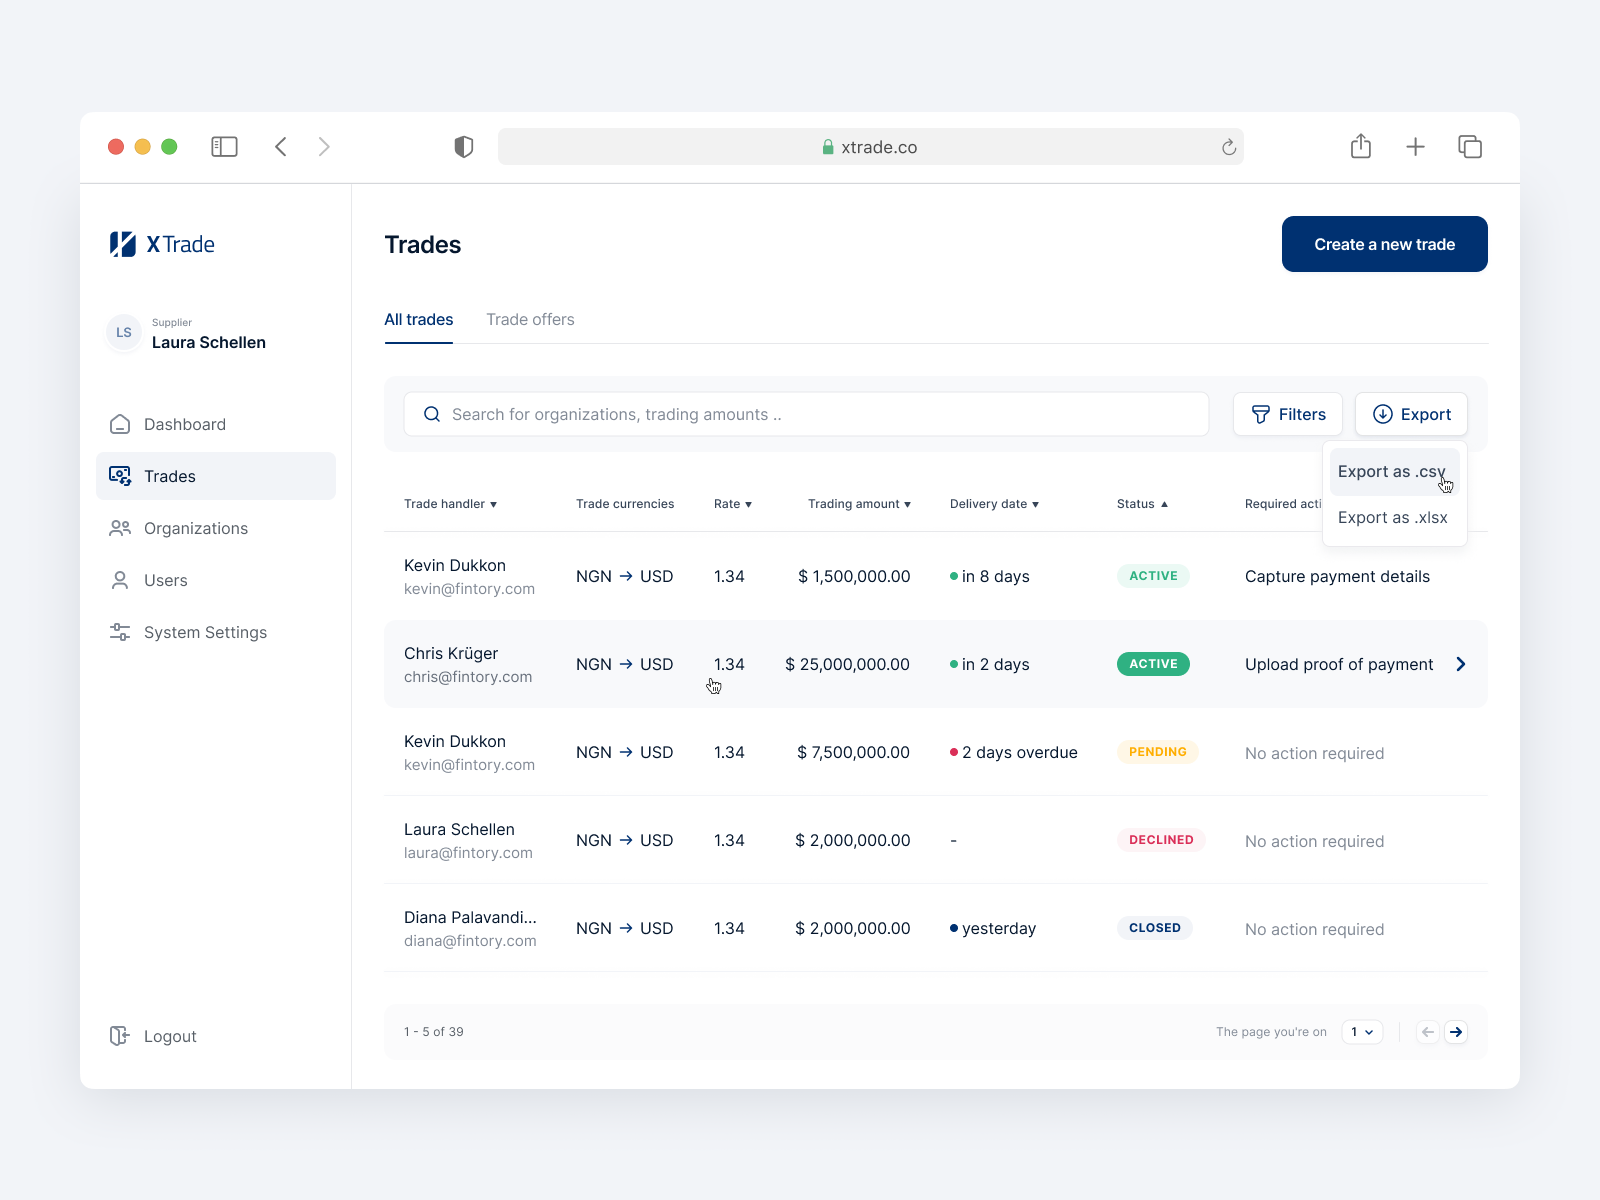 xtrade.co
XTrade
Trades
Create a new trade
LS
Supplier
Laura Schellen
All trades
Trade offers
Dashboard
Trades
Organizations
Users
System Settings
Logout
Search for organizations, trading amounts ..
Filters
Export
Export as .csv
Export as .xlsx
Trade handler Trade currencies Rate Trading amount Delivery date Status Required acti
Kevin Dukkon
kevin@fintory.com
NGN → USD 1.34 $ 1,500,000.00 in 8 days ACTIVE Capture payment details
Chris Krüger
chris@fintory.com
NGN → USD 1.34 $ 25,000,000.00 in 2 days ACTIVE Upload proof of payment
Kevin Dukkon
kevin@fintory.com
NGN → USD 1.34 $ 7,500,000.00 2 days overdue PENDING No action required
Laura Schellen
laura@fintory.com
NGN → USD 1.34 $ 2,000,000.00 - DECLINED No action required
Diana Palavandi...
diana@fintory.com
NGN → USD 1.34 $ 2,000,000.00 yesterday CLOSED No action required
1 - 5 of 39
The page you're on 1